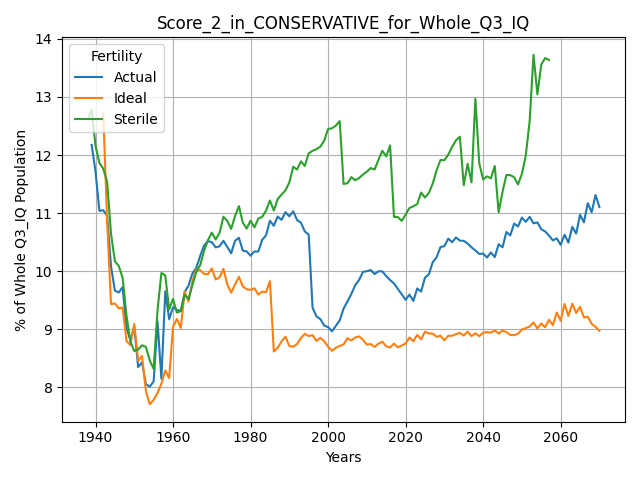 Score_2_in_CONSERVATIVE_for_Whole_Q3_IQ
% of Whole Q3_IQ Population
14
13
12
11
10
9
8
Fertility
Actual
Ideal
Sterile
1940 1960 1980 2000 2020 2040 2060
Years